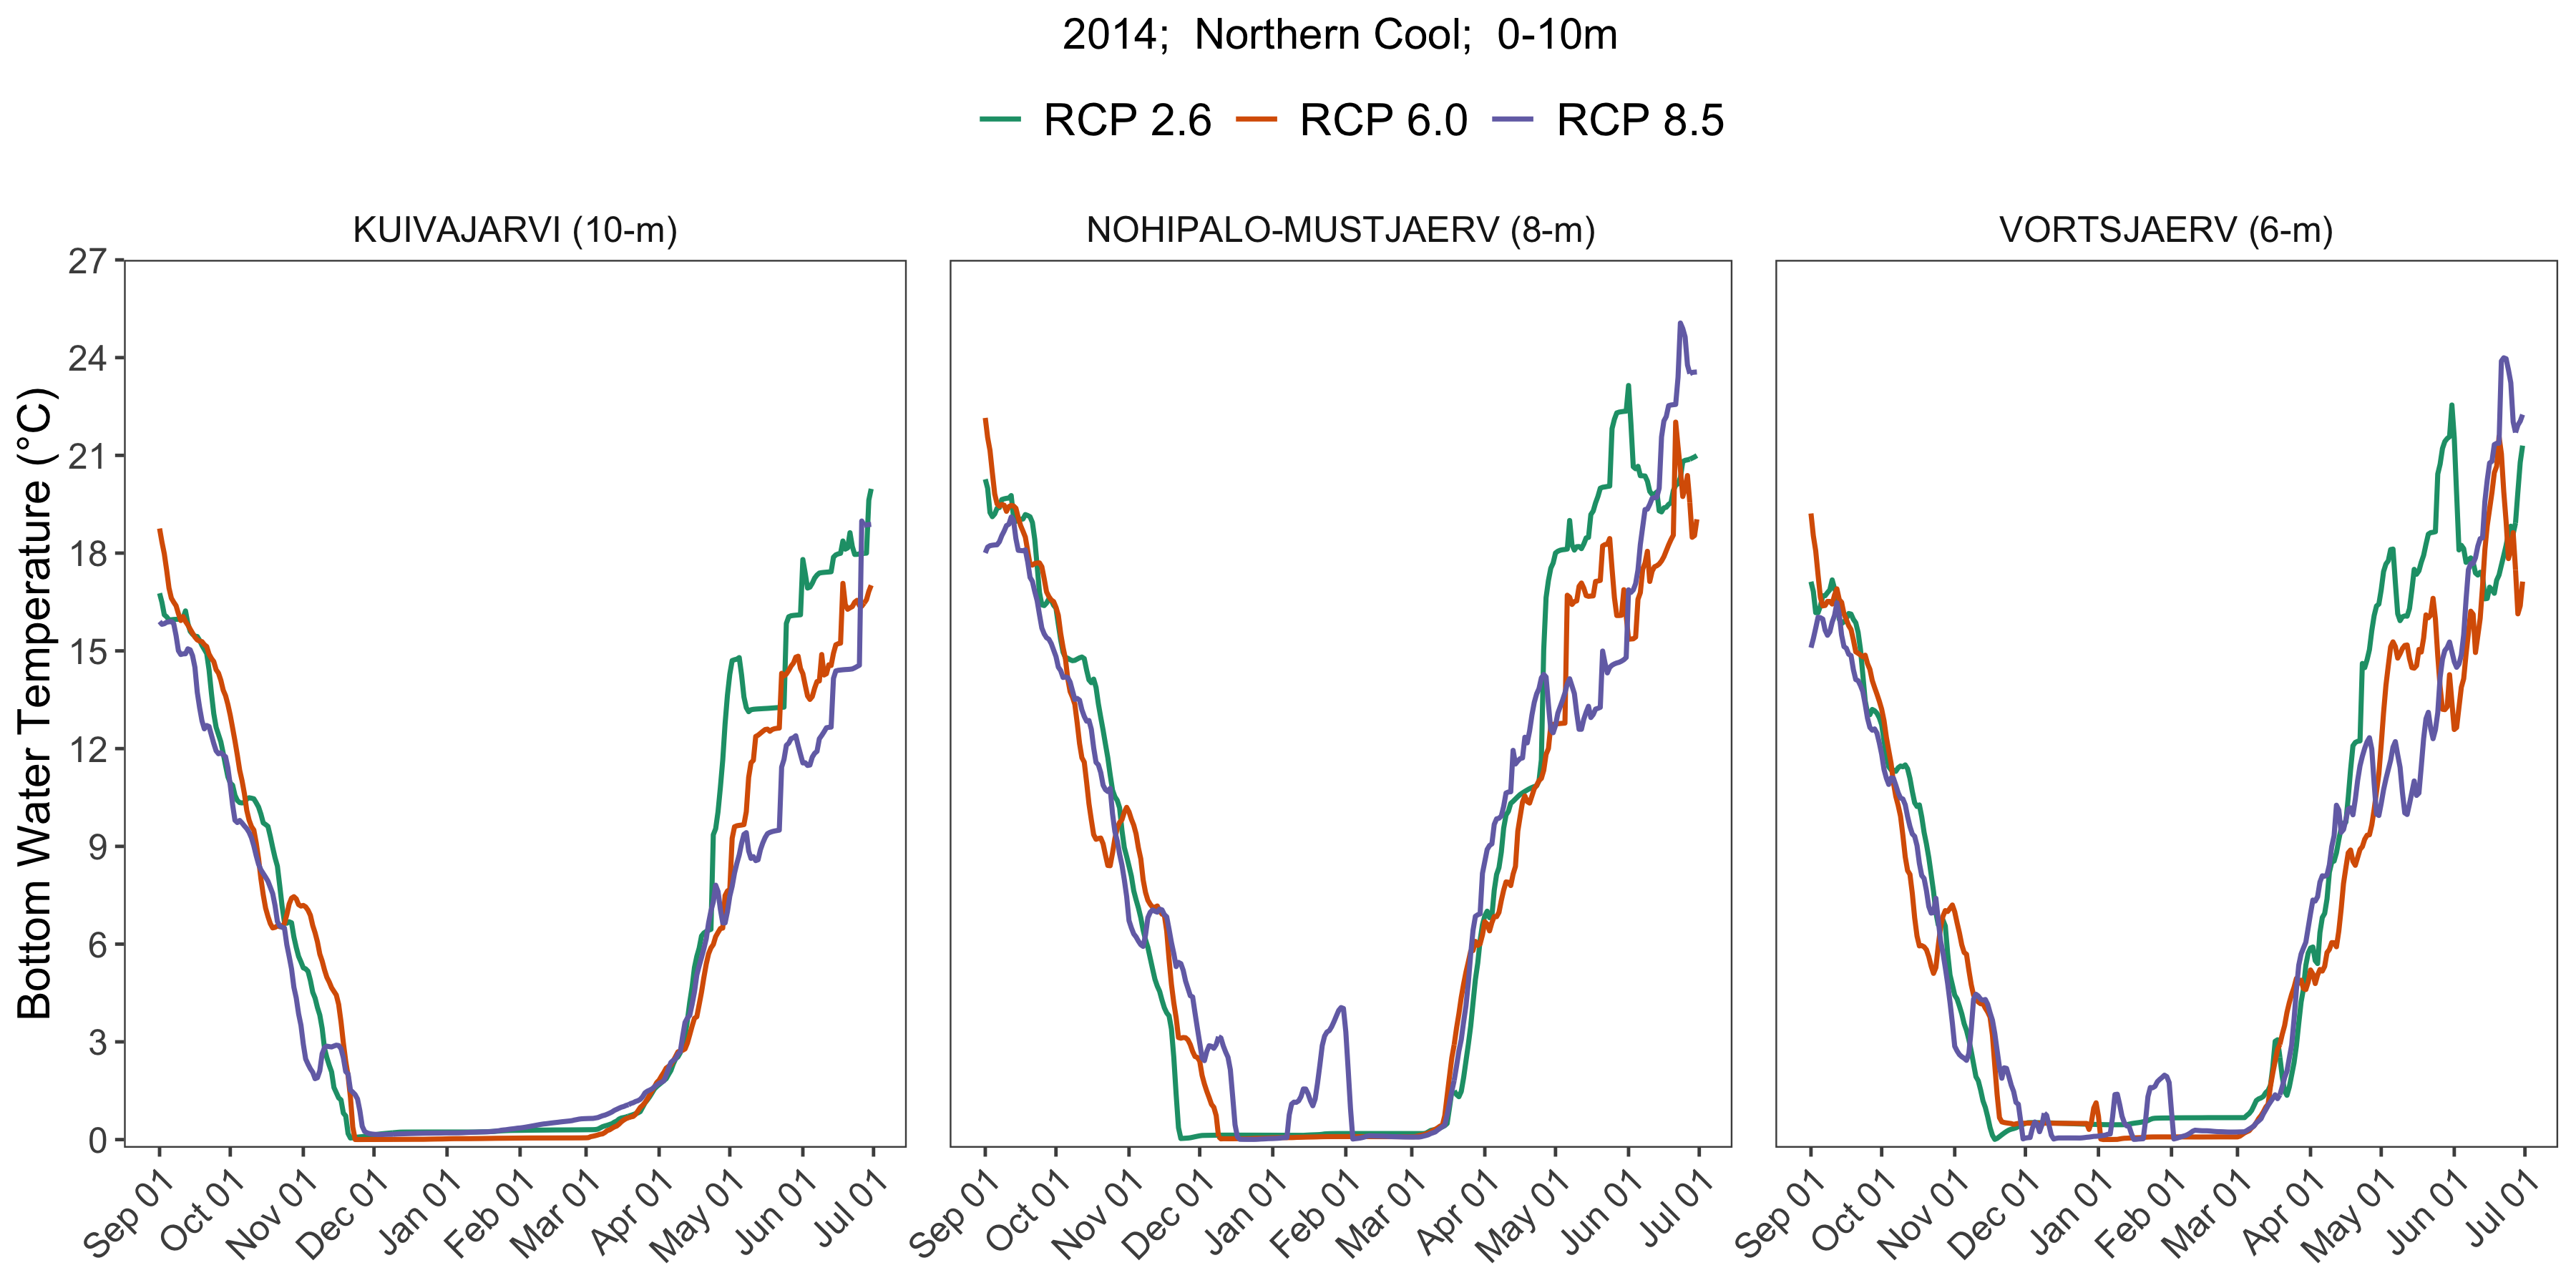 2014;  Northern Cool;  0-10m
RCP 2.6 RCP 6.0 RCP 8.5
KUIVAJARVI (10-m) NOHIPALO-MUSTJAERV (8-m) VORTSJAERV (6-m)
Bottom Water Temperature (°C)
27
24
21
18
15
12
9
6
3
0
Sep 01 Oct 01 Nov 01 Dec 01 Jan 01 Feb 01 Mar 01 Apr 01 May 01 Jun 01 Jul 01
Sep 01 Oct 01 Nov 01 Dec 01 Jan 01 Feb 01 Mar 01 Apr 01 May 01 Jun 01 Jul 01
Sep 01 Oct 01 Nov 01 Dec 01 Jan 01 Feb 01 Mar 01 Apr 01 May 01 Jun 01 Jul 01